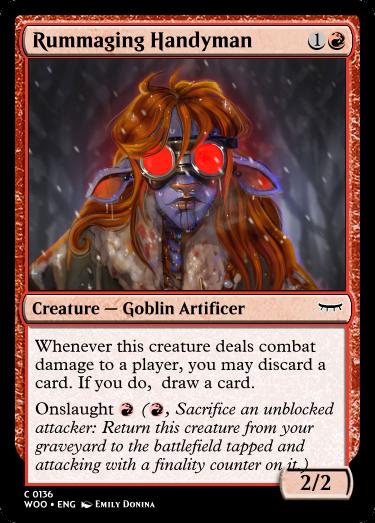 Rummaging Handyman 1
Creature — Goblin Artificer
Whenever this creature deals combat
damage to a player, you may discard a
card. If you do, draw a card.
Onslaught (, Sacrifice an unblocked
attacker: Return this creature from your
graveyard to the battlefield tapped and
attacking with a finality counter on it.)
2/2
C 0136
WOO • ENG Emily Donina